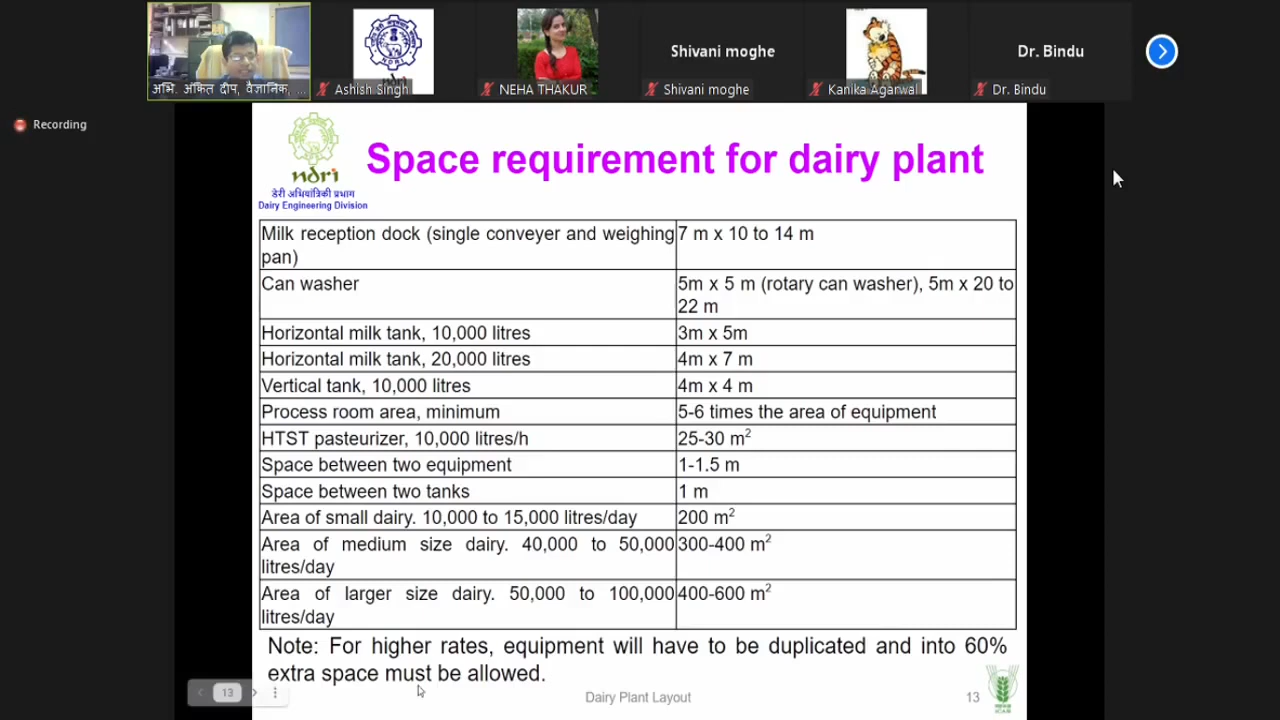 Shivani moghe
Dr. Bindu
अभि. अंकित दीप, वैज्ञानिक, ...
Ashish Singh
NEHA THAKUR
Shivani moghe
Kanika Agarwal
Dr. Bindu
Recording
ndri
डेरी अभियांत्रिकी प्रभाग
Dairy Engineering Division
Space requirement for dairy plant
Milk reception dock (single conveyer and weighing 7 m x 10 to 14 m
pan)
Can washer 5m x 5 m (rotary can washer), 5m x 20 to
22 m
Horizontal milk tank, 10,000 litres 3m x 5m
Horizontal milk tank, 20,000 litres 4m x 7 m
Vertical tank, 10,000 litres 4m x 4 m
Process room area, minimum 5-6 times the area of equipment
HTST pasteurizer, 10,000 litres/h 25-30 m²
Space between two equipment 1-1.5 m
Space between two tanks 1 m
Area of small dairy. 10,000 to 15,000 litres/day 200 m²
Area of medium size dairy. 40,000 to 50,000 300-400 m²
litres/day
Area of larger size dairy. 50,000 to 100,000 400-600 m²
litres/day
Note: For higher rates, equipment will have to be duplicated and into 60%
extra space must be allowed.
13
Dairy Plant Layout
13